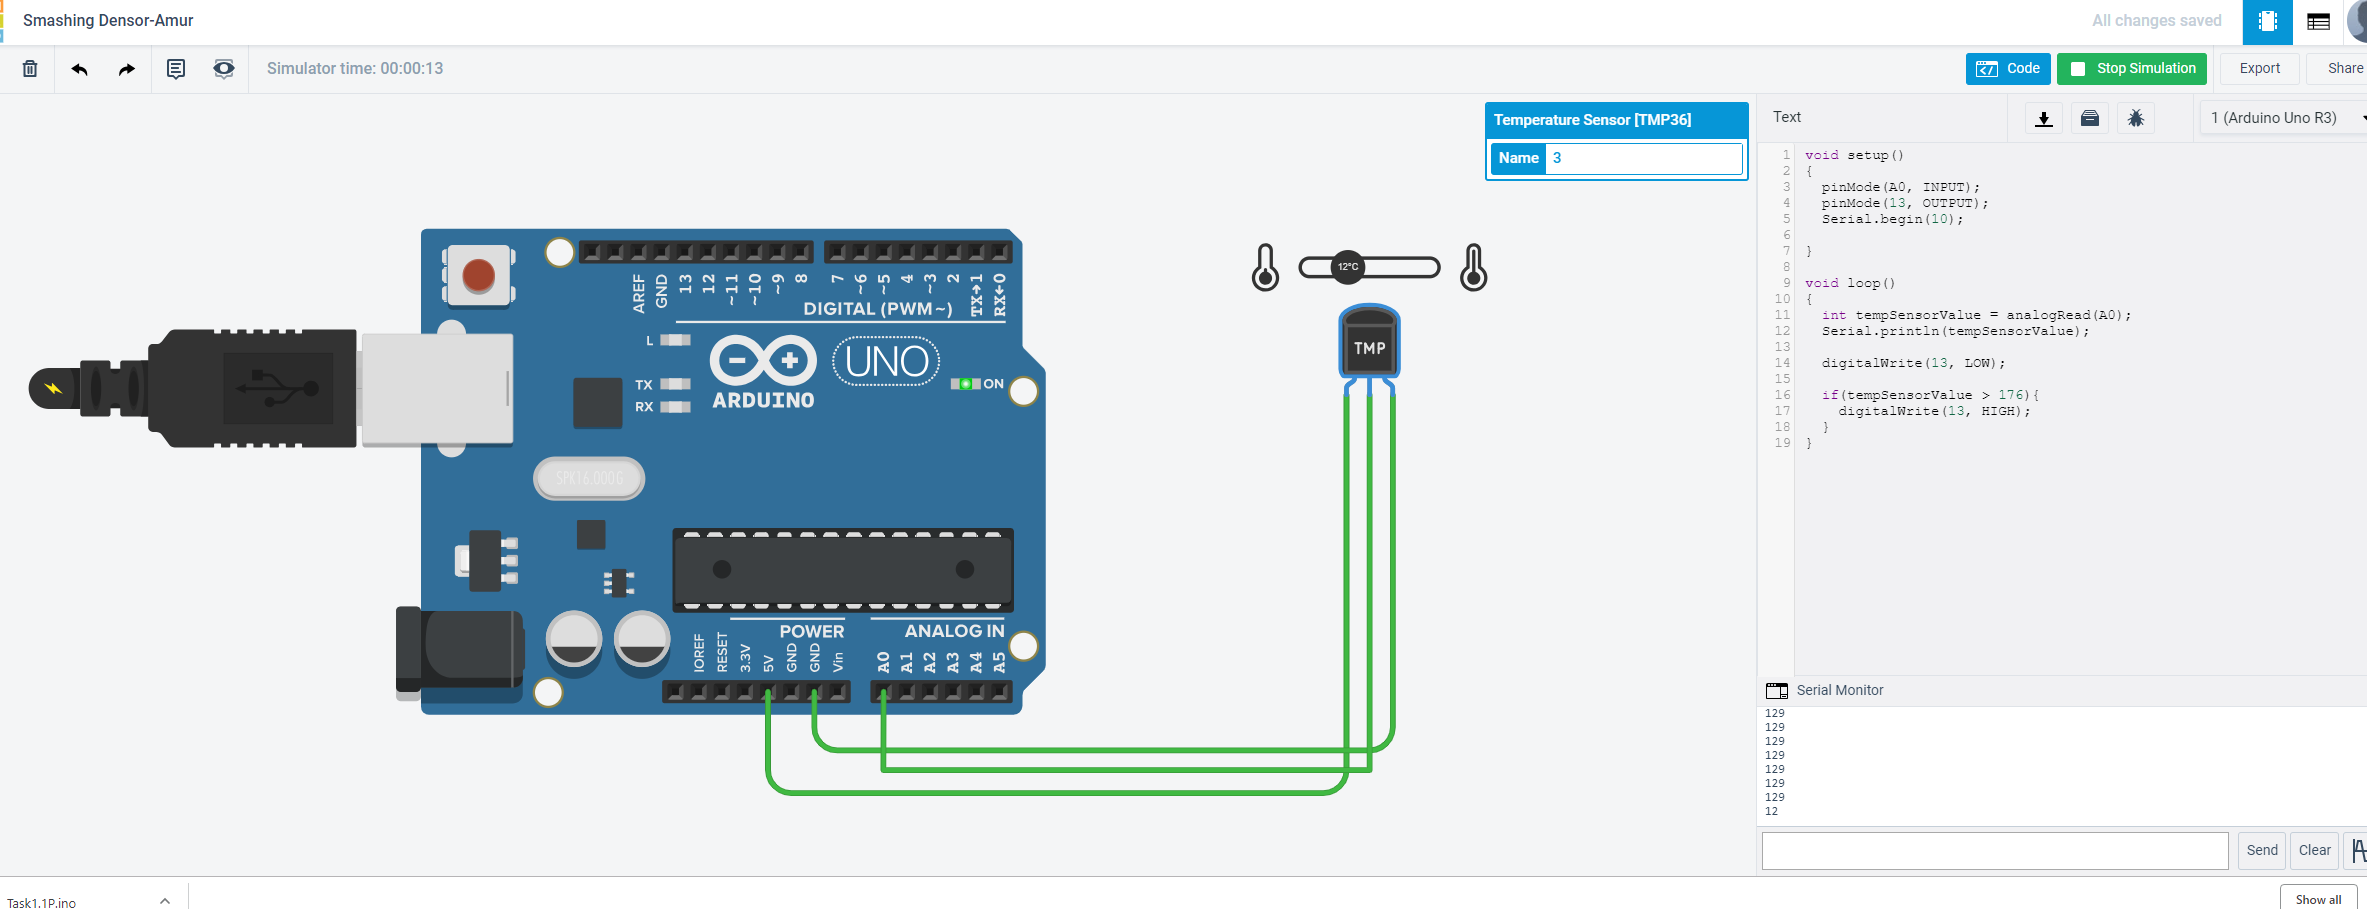 Smashing Densor-Amur
All changes saved
Simulator time: 00:00:13
Code
Stop Simulation
Export
Share
Temperature Sensor [TMP36]
Name 3
Text
1 (Arduino Uno R3)
1 void setup()
2 {
3 pinMode(A0, INPUT);
4 pinMode(13, OUTPUT);
5 Serial.begin(10);
6
7 }
8
9 void loop()
10 {
11 int tempSensorValue = analogRead(A0);
12 Serial.println(tempSensorValue);
13
14 digitalWrite(13, LOW);
15
16 if(tempSensorValue > 176){
17 digitalWrite(13, HIGH);
18 }
19 }
AREF GND 13 12 ~11 ~10 ~9 8 7 ~6 ~5 4 ~3 2 TX→1 RX←0
DIGITAL (PWM ~)
L
TX
RX
ARDUINO
UNO
ON
12°C
TMP
SPK16.000G
POWER
ANALOG IN
IOREF RESET 3.3V 5V GND GND Vin A0 A1 A2 A3 A4 A5
Serial Monitor
129
129
129
129
129
129
129
12
Send
Clear
Task1.1P.ino
Show all